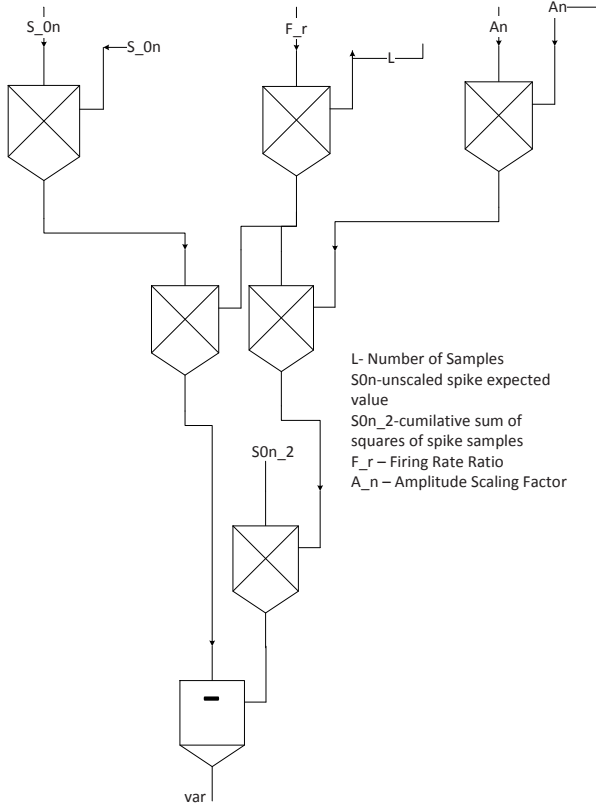 S_0n
S_0n
F_r
L
An
An
L- Number of Samples
S0n-unscaled spike expected
value
S0n_2-cumilative sum of
squares of spike samples
F_r – Firing Rate Ratio
A_n – Amplitude Scaling Factor
S0n_2
var